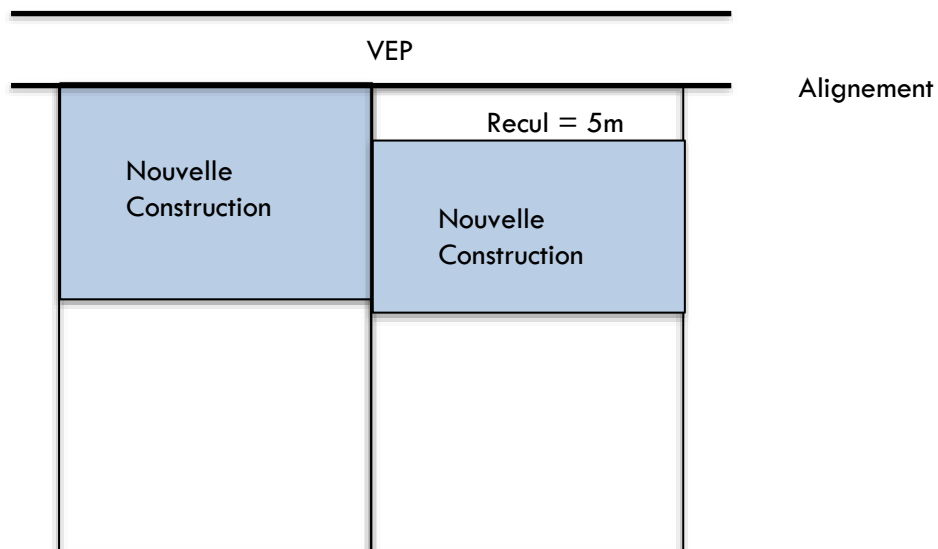 VEP
Alignement
Recul = 5m
Nouvelle
Construction
Nouvelle
Construction